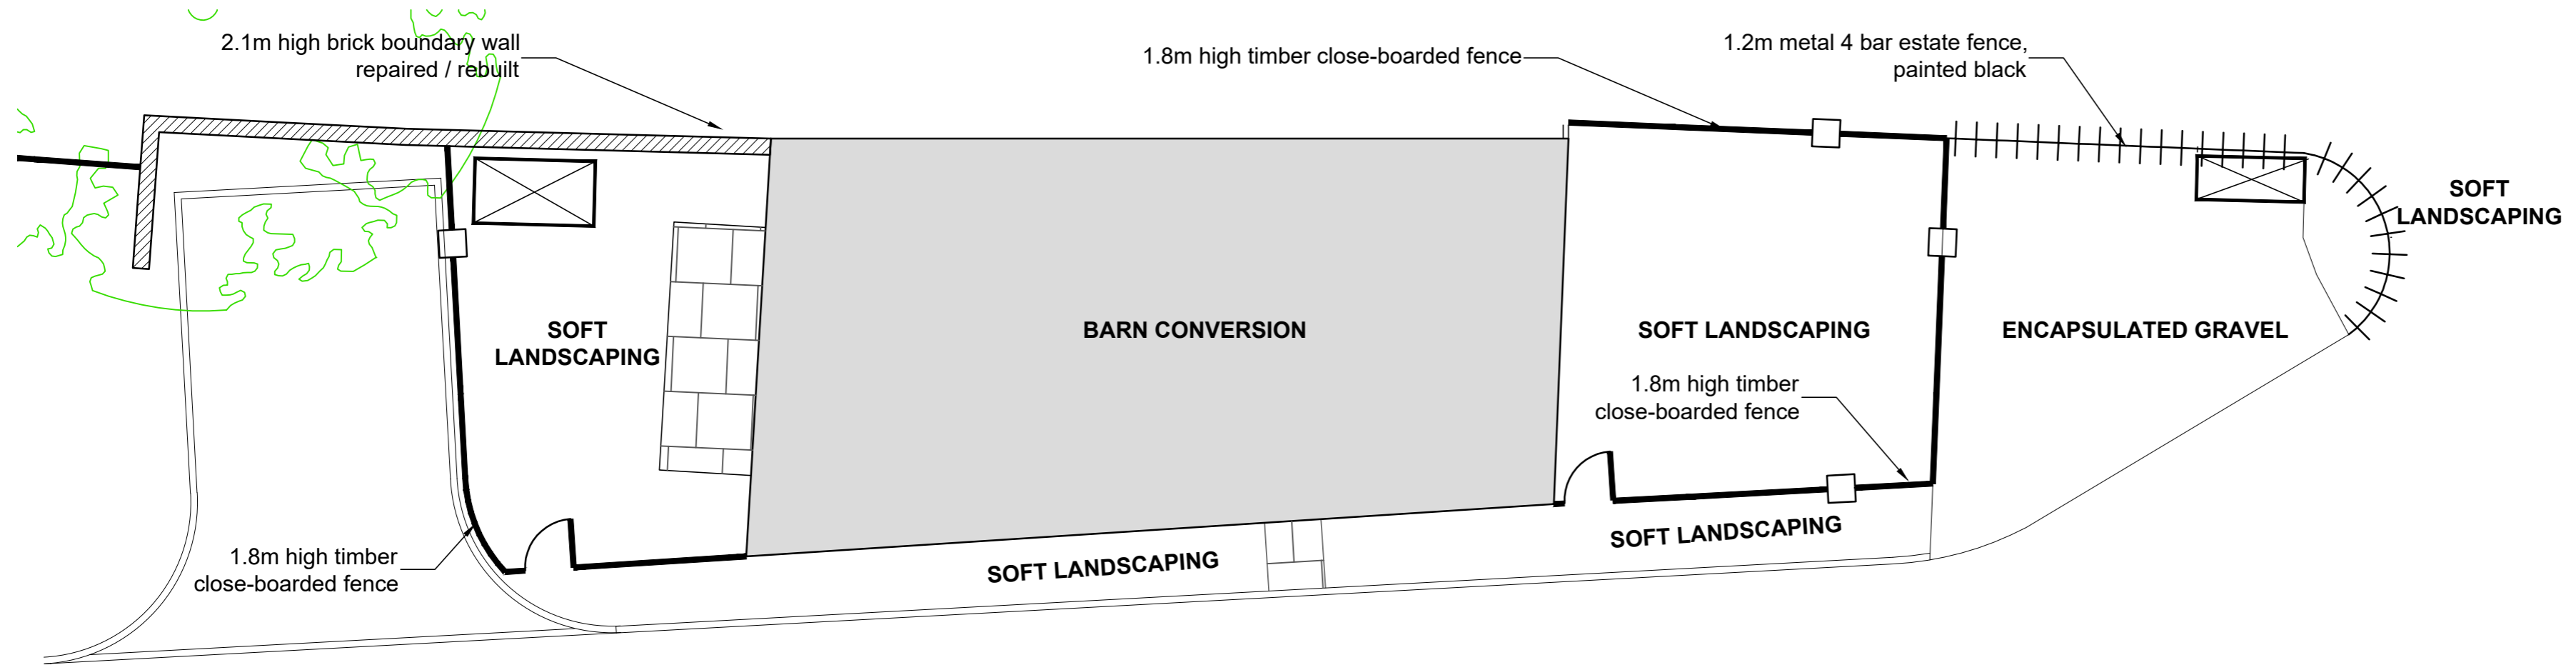 2.1m high brick boundary wall
repaired / rebuilt
1.8m high timber close-boarded fence
1.2m metal 4 bar estate fence,
painted black
SOFT
LANDSCAPING
SOFT
LANDSCAPING
BARN CONVERSION
SOFT LANDSCAPING
ENCAPSULATED GRAVEL
1.8m high timber
close-boarded fence
1.8m high timber
close-boarded fence
SOFT LANDSCAPING
SOFT LANDSCAPING